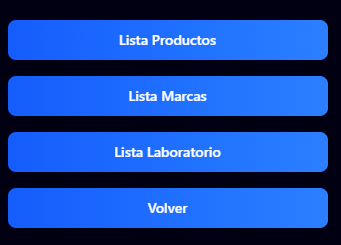 Lista Productos
Lista Marcas
Lista Laboratorio
Volver